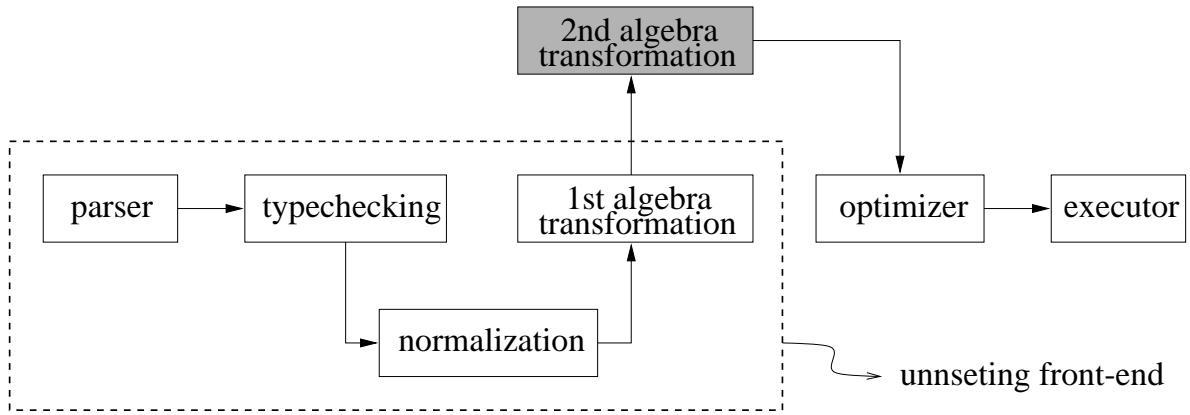 2nd algebra
transformation
parser
typechecking
1st algebra
transformation
optimizer
executor
normalization
unnseting front-end